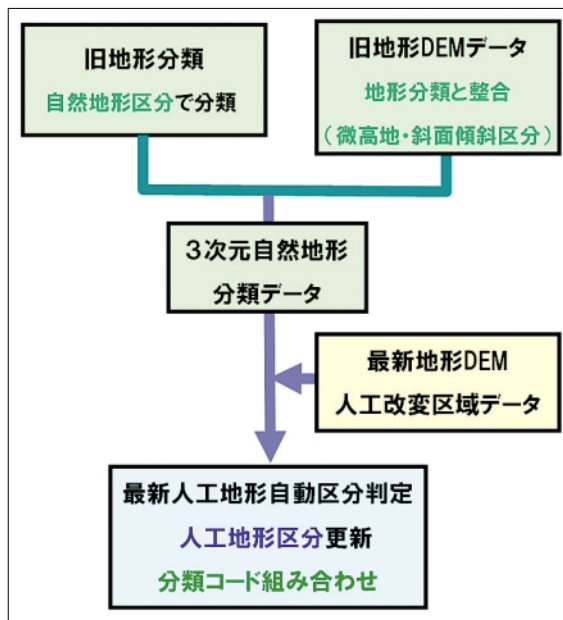 旧地形分類
自然地形区分で分類
旧地形DEMデータ
地形分類と整合
（微高地・斜面傾斜区分）
３次元自然地形
分類データ
最新地形DEM
人工改変区域データ
最新人工地形自動区分判定
人工地形区分更新
分類コード組み合わせ